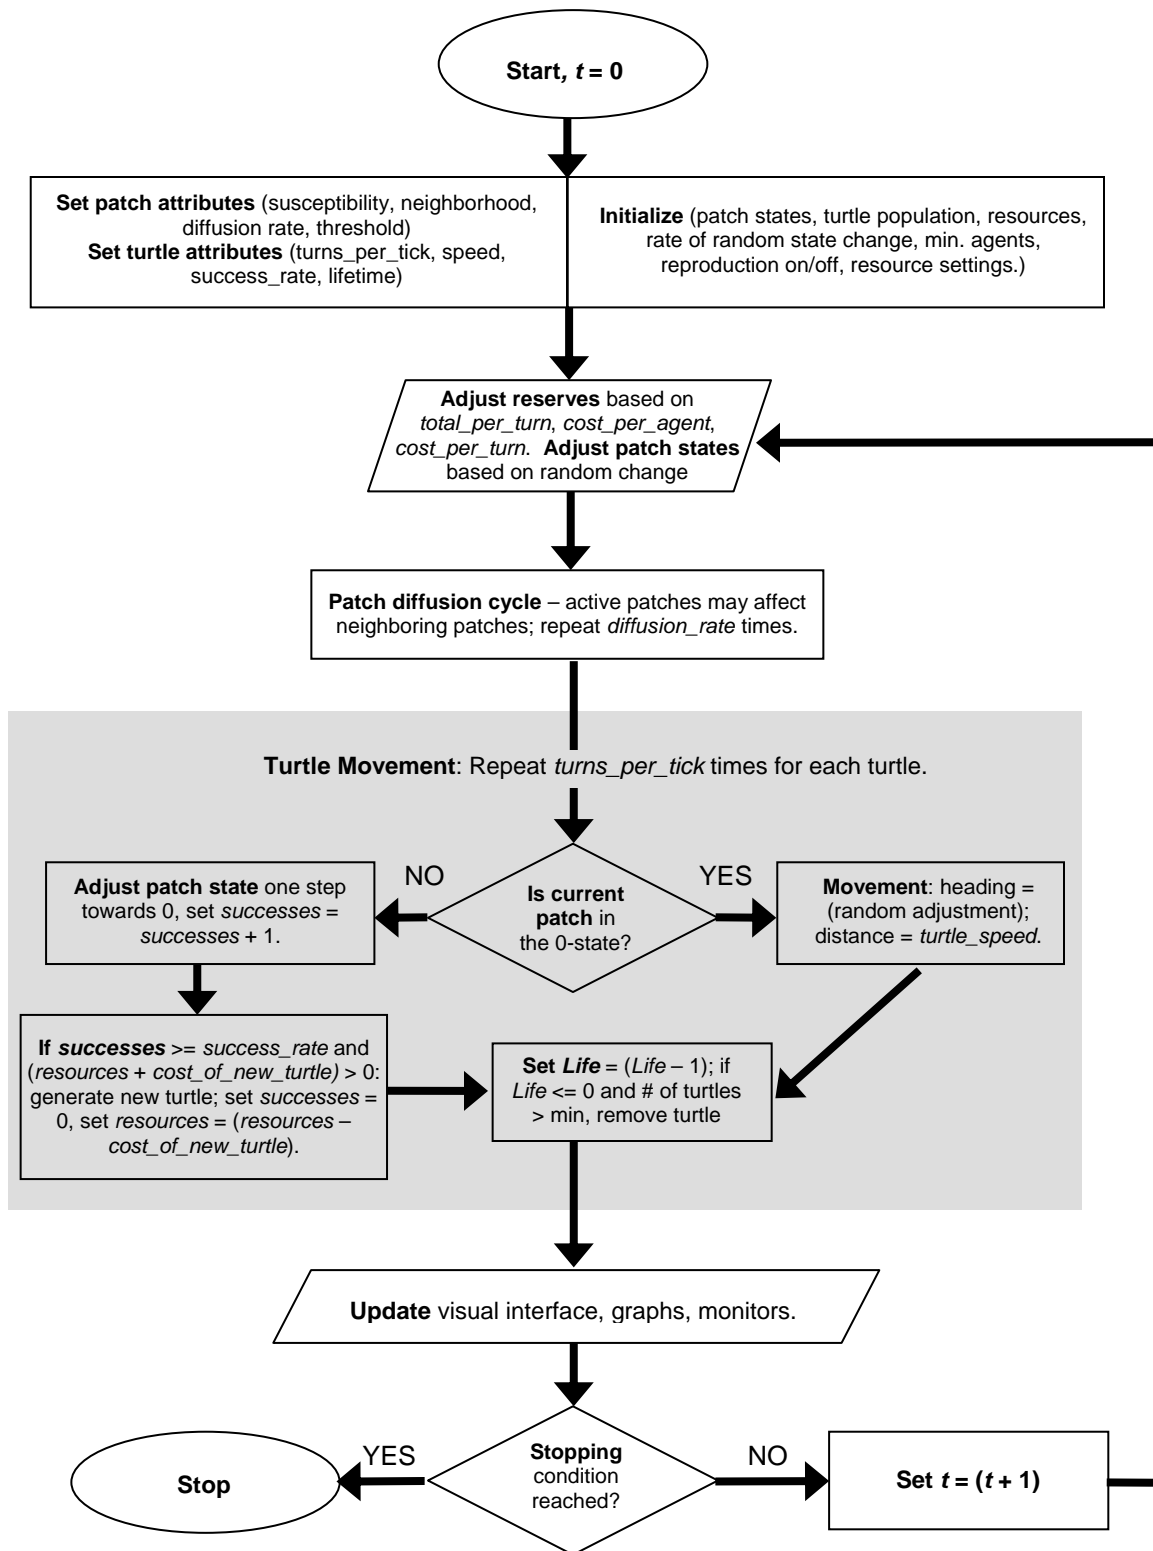 Start, t = 0
Set patch attributes (susceptibility, neighborhood,
diffusion rate, threshold)
Set turtle attributes (turns_per_tick, speed,
success_rate, lifetime)
Initialize (patch states, turtle population, resources,
rate of random state change, min. agents,
reproduction on/off, resource settings.)
Adjust reserves based on
total_per_turn, cost_per_agent,
cost_per_turn. Adjust patch states
based on random change
Patch diffusion cycle – active patches may affect
neighboring patches; repeat diffusion_rate times.
Turtle Movement: Repeat turns_per_tick times for each turtle.
Is current
patch in
the 0-state?
NO
YES
Adjust patch state one step
towards 0, set successes =
successes + 1.
Movement: heading =
(random adjustment);
distance = turtle_speed.
If successes >= success_rate and
(resources + cost_of_new_turtle) > 0:
generate new turtle; set successes =
0, set resources = (resources –
cost_of_new_turtle).
Set Life = (Life – 1); if
Life <= 0 and # of turtles
> min, remove turtle
Update visual interface, graphs, monitors.
Stopping
condition
reached?
YES
NO
Stop
Set t = (t + 1)